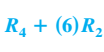 R₄ + (6)R₂